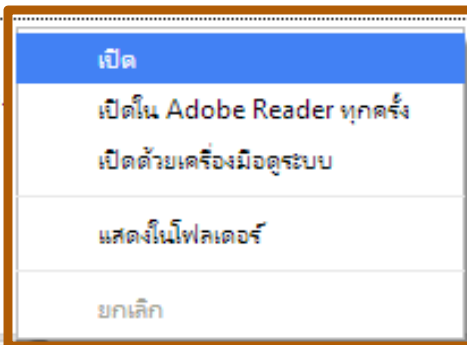 เปิด
เปิดใน Adobe Reader ทุกครั้ง
เปิดด้วยเครื่องมือดูระบบ
แสดงในโฟลเดอร์
ยกเลิก